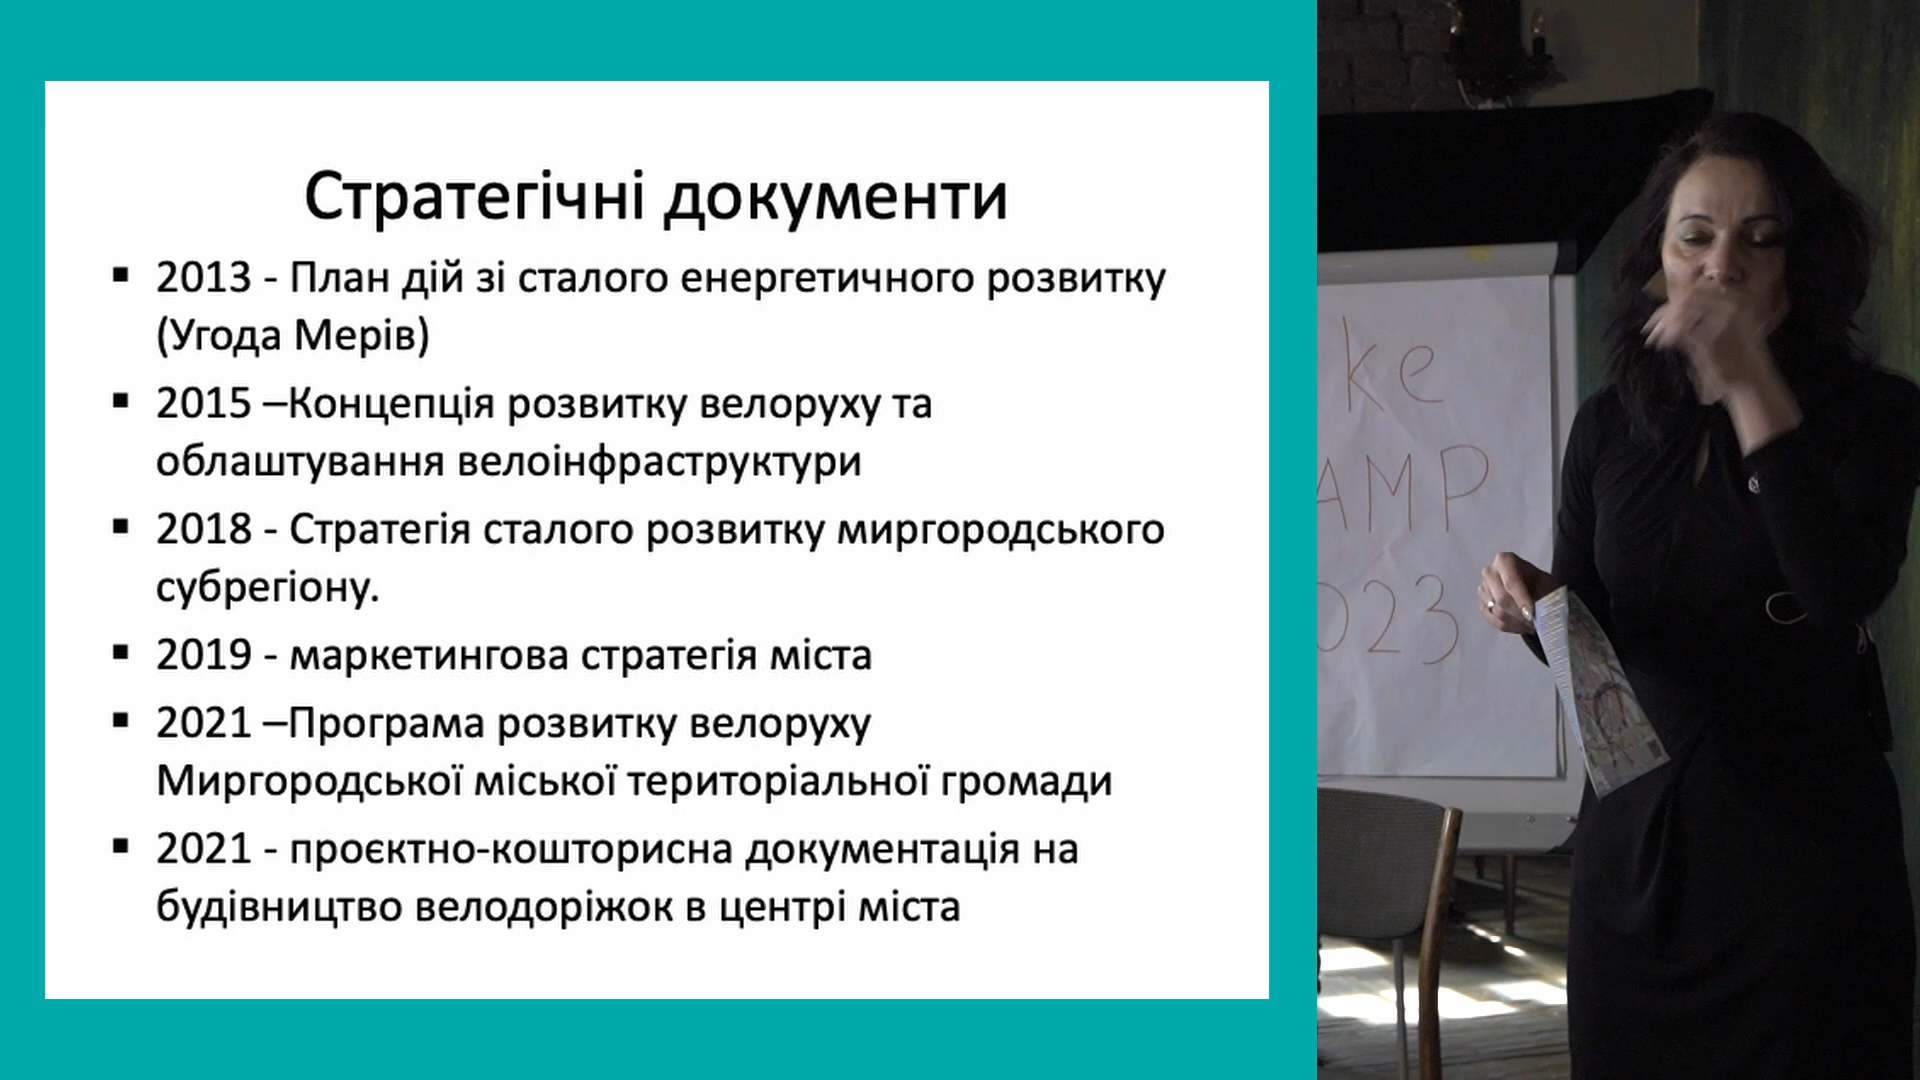 Стратегічні документи
▪ 2013 - План дій зі сталого енергетичного розвитку
(Угода Мерів)
▪ 2015 –Концепція розвитку велоруху та
облаштування велоінфраструктури
▪ 2018 - Стратегія сталого розвитку миргородського
субрегіону.
▪ 2019 - маркетингова стратегія міста
▪ 2021 –Програма розвитку велоруху
Миргородської міської територіальної громади
▪ 2021 - проєктно-кошторисна документація на
будівництво велодоріжок в центрі міста
ke
AMP
023